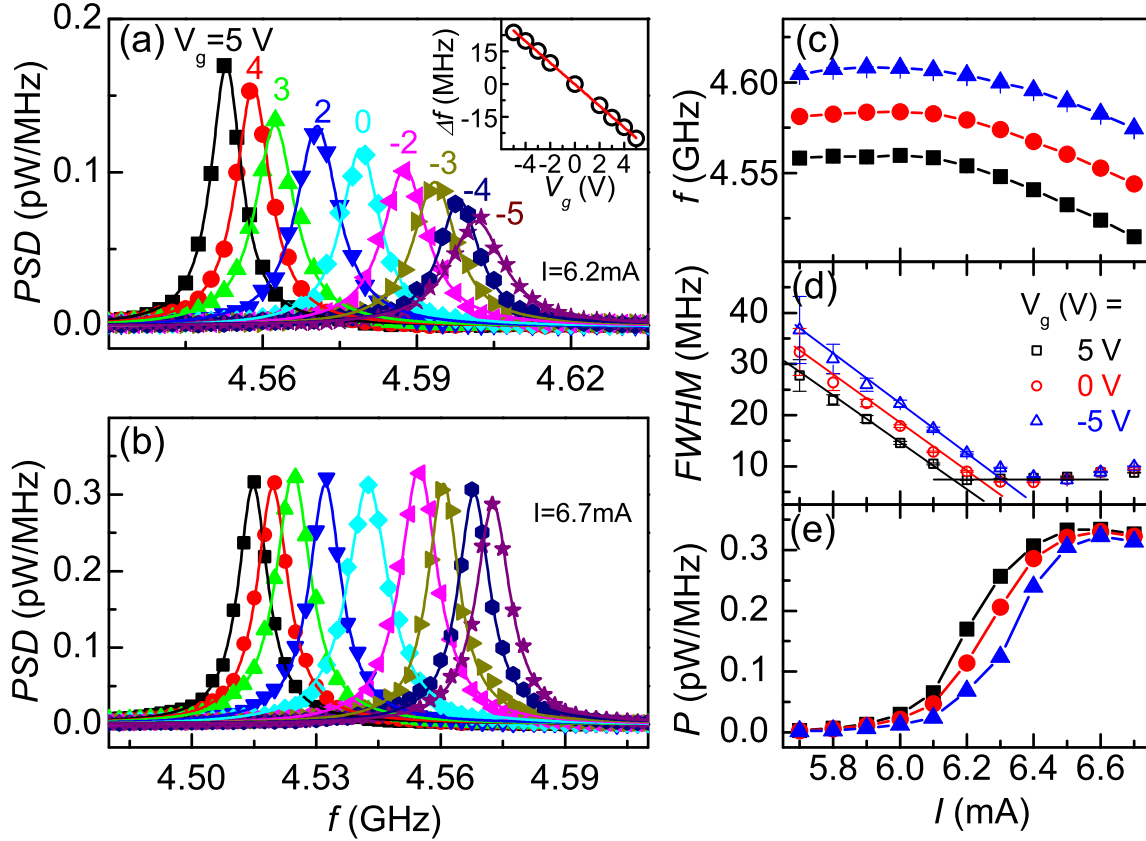 (a)
V_g=5 V
4
3
2
0
-2
-3
-4
-5
I=6.2mA
0.2
0.1
0.0
PSD (pW/MHz)
4.56 4.59 4.62
Δf (MHz)
15
0
-15
-4 -2 0 2 4
V_g (V)
(b)
I=6.7mA
0.3
0.2
0.1
0.0
PSD (pW/MHz)
4.50 4.53 4.56 4.59
f (GHz)
(c)
4.60
4.55
f (GHz)
(d)
V_g (V) =
5 V
0 V
-5 V
40
30
20
10
FWHM (MHz)
(e)
0.3
0.2
0.1
0.0
P (pW/MHz)
5.8 6.0 6.2 6.4 6.6
I (mA)